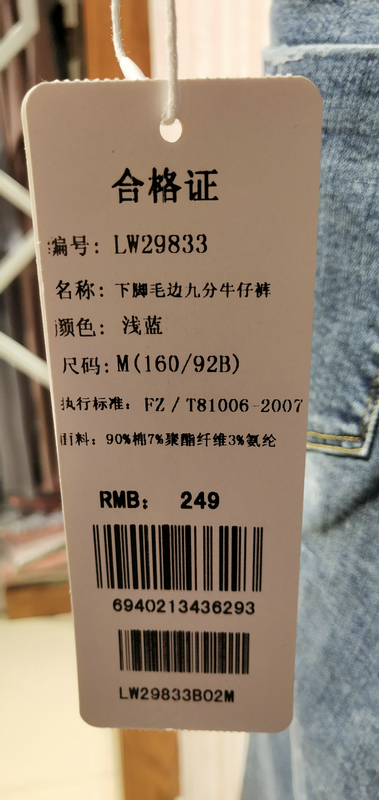 合格证
编号: LW29833
名称: 下脚毛边九分牛仔裤
颜色: 浅蓝
尺码: M(160/92B)
执行标准: FZ/T81006-2007
面料: 90%棉7%聚酯纤维3%氨纶
RMB: 249
6940213436293
LW29833B02M